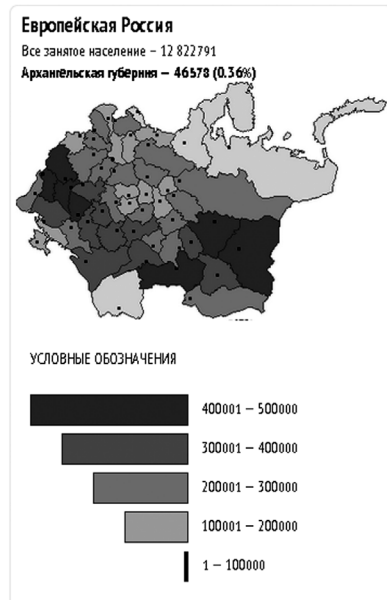 Европейская Россия
Все занятое население – 12 822791
Архангельская губерния — 46578 (0.36%)
УСЛОВНЫЕ ОБОЗНАЧЕНИЯ
400001 — 500000
300001 — 400000
200001 — 300000
100001 — 200000
1 — 100000